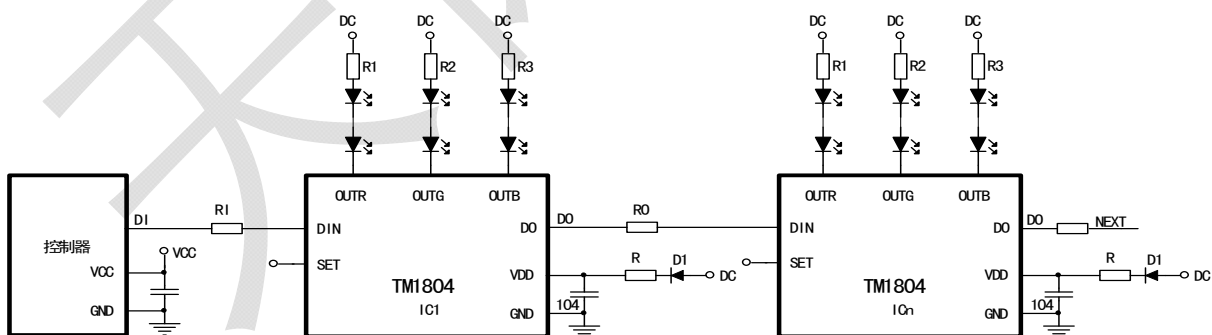 DC DC DC DC DC DC
R1 R2 R3 R1 R2 R3
OUTR OUTG OUTB OUTR OUTG OUTB
DI RI DIN DO DO RO DIN DO DO NEXT
控制器 VCC SET SET
VCC VDD R D1 DC VDD R D1 DC
TM1804 TM1804
GND IC1 GND 104 ICn GND 104